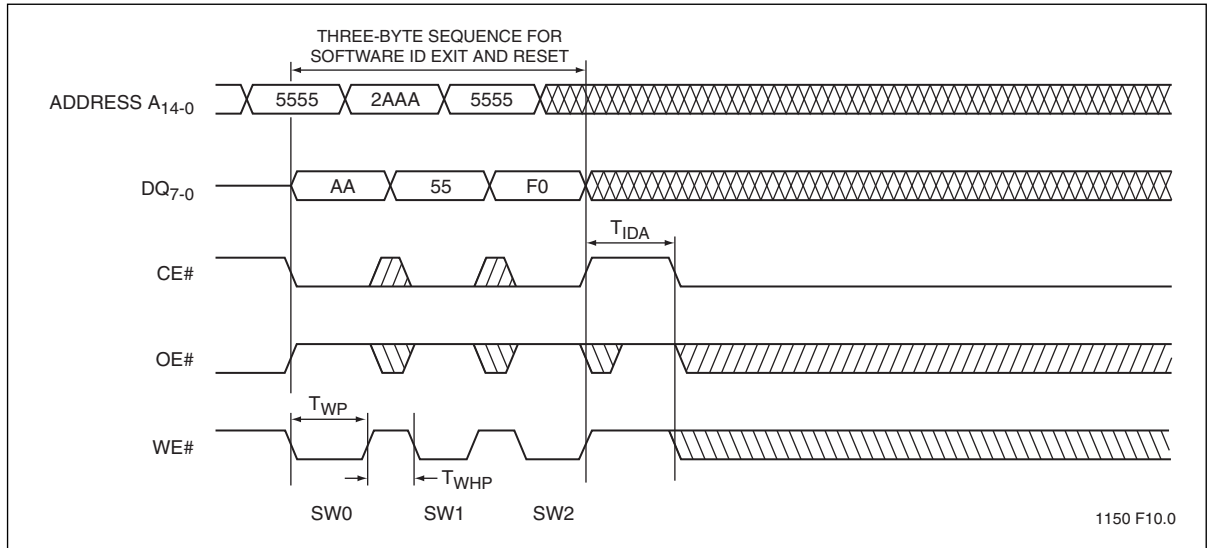 THREE-BYTE SEQUENCE FOR
SOFTWARE ID EXIT AND RESET
ADDRESS A14-0
5555
2AAA
5555
DQ7-0
AA
55
F0
TIDA
CE#
OE#
TWP
WE#
TWHP
SW0
SW1
SW2
1150 F10.0